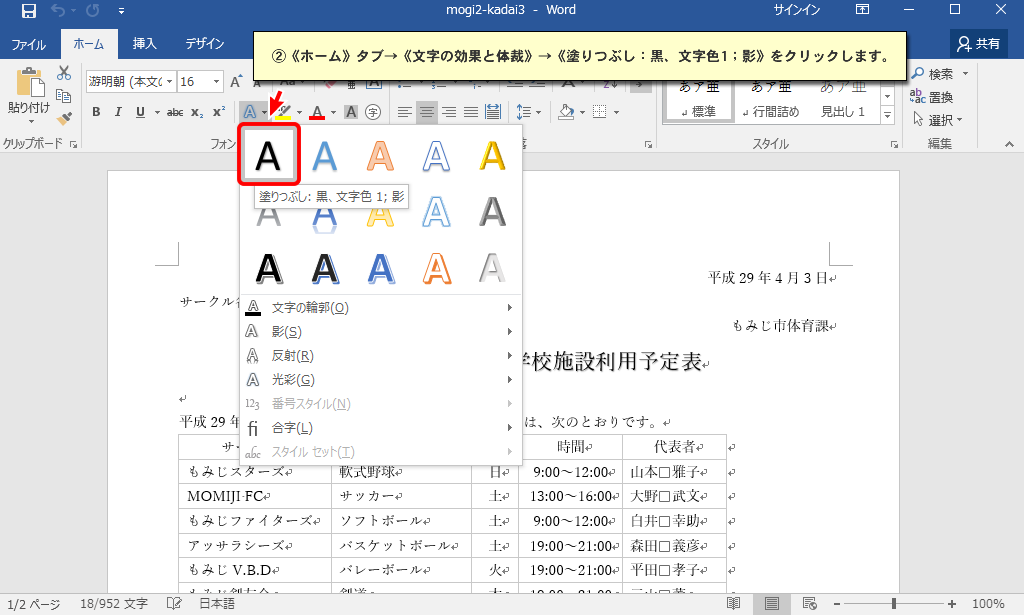 mogi2-kadai3 - Word
サインイン
ファイル
ホーム
挿入
デザイン
共有
②《ホーム》タブ→《文字の効果と体裁》→《塗りつぶし：黒、文字色1；影》をクリックします。
貼り付け
游明朝 (本文(
16
B I U abc x₂ x²
A A A 字
あア亜 あア亜 あア亜
↲標準
↲行間詰め
見出し 1
検索
置換
選択
クリップボード
フォン
スタイル
編集
A A A A A
塗りつぶし: 黒、文字色 1; 影
A A A A A
A A A A A
文字の輪郭(O)
影(S)
反射(R)
光彩(G)
123 番号スタイル(N)
fi 合字(L)
abc スタイル セット(T)
平成 29 年 4 月 3 日
サークル
もみじ市体育課
校施設利用予定表
平成 29
は、次のとおりです。
サー
時間
代表者
もみじスターズ 軟式野球 日 9:00～12:00 山本□雅子
MOMIJI FC サッカー 土 13:00～16:00 大野□武文
もみじファイターズ ソフトボール 土 9:00～12:00 白井□幸助
アッサラシーズ バスケットボール 土 19:00～21:00 森田□義彦
もみじ V.B.D バレーボール 火 19:00～21:00 平田□孝子
1/2 ページ
18/952 文字
日本語
100%